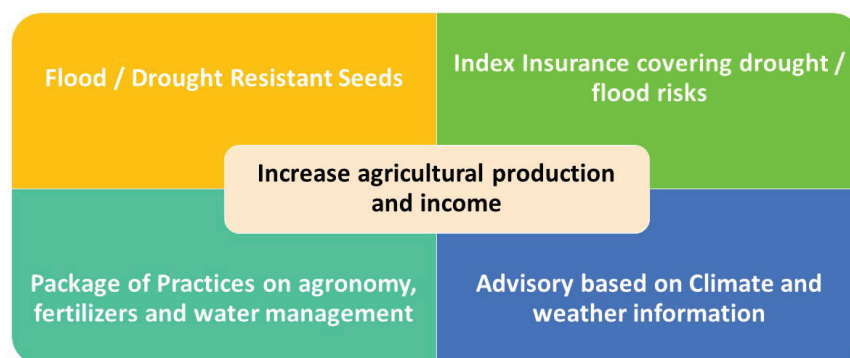 Flood / Drought Resistant Seeds
Index Insurance covering drought /
flood risks
Increase agricultural production
and income
Package of Practices on agronomy,
fertilizers and water management
Advisory based on Climate and
weather information